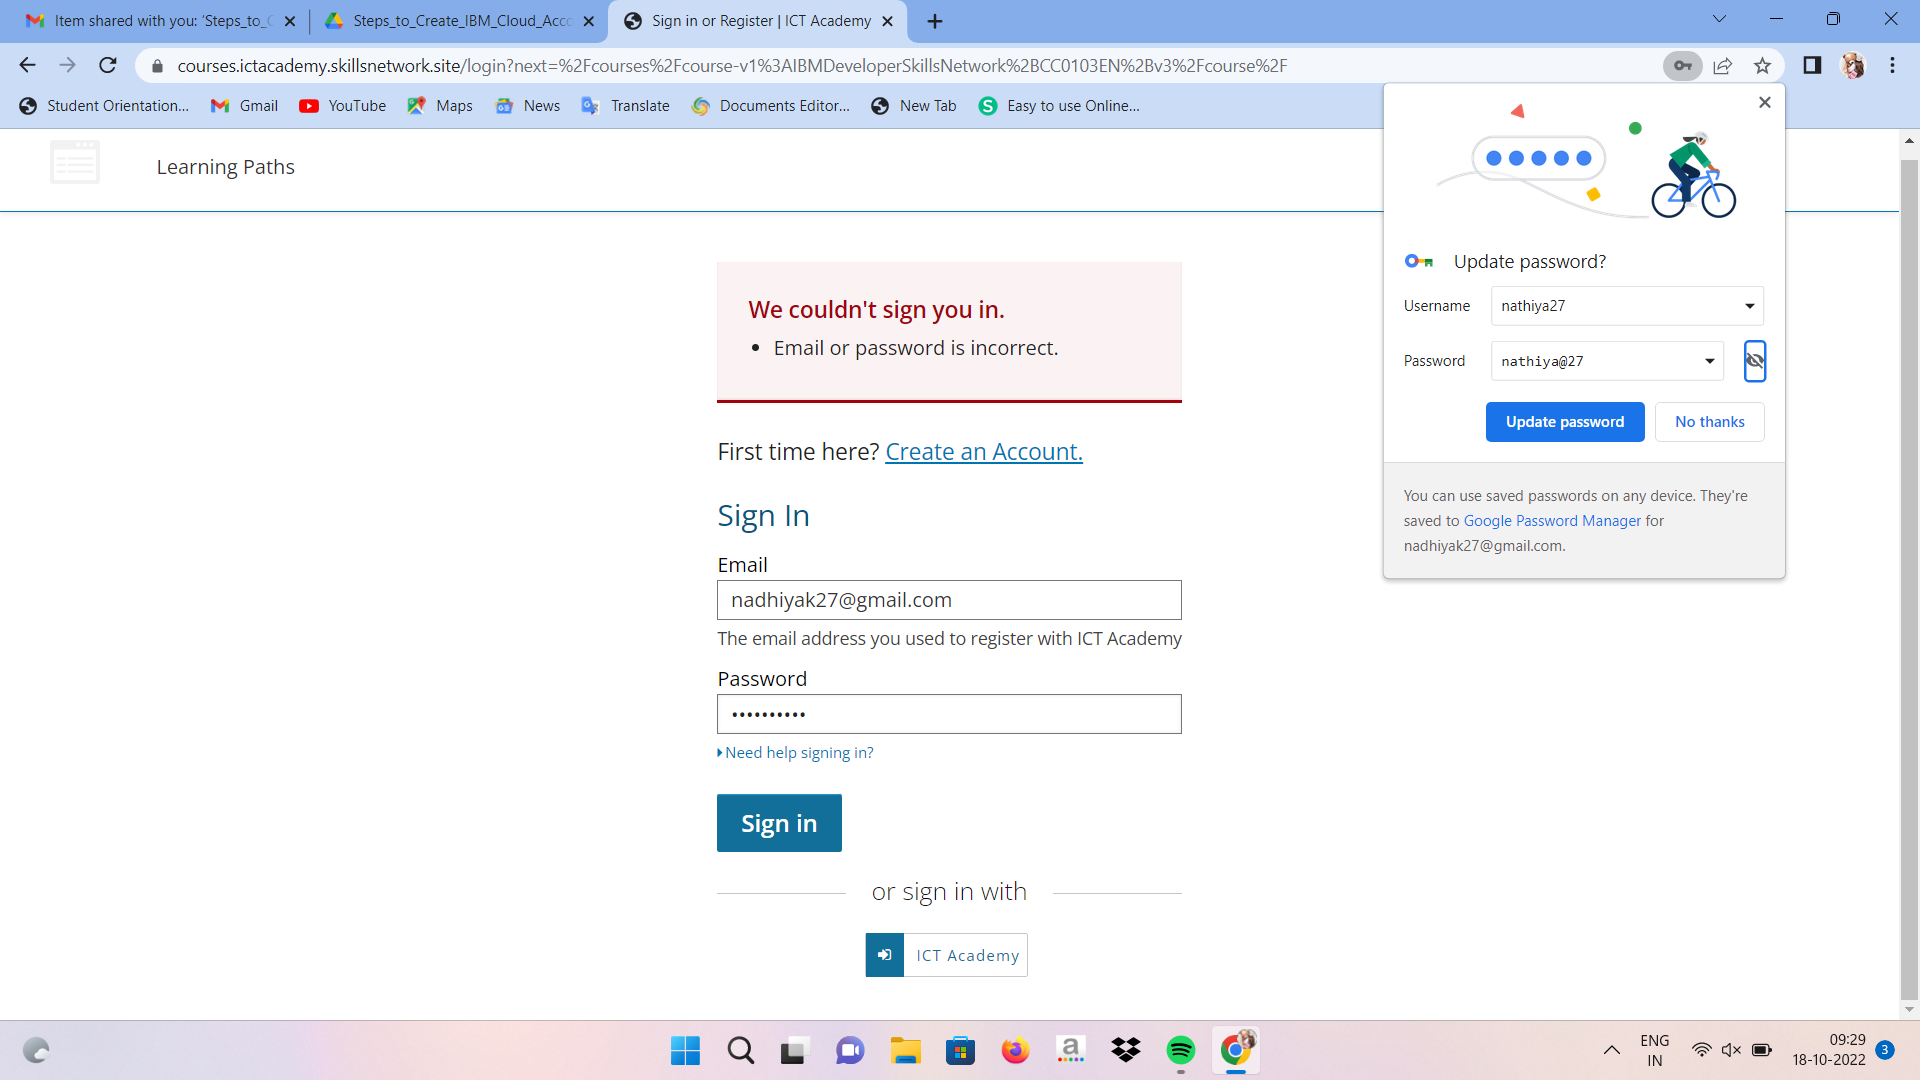 Item shared with you: 'Steps_to_C
Steps_to_Create_IBM_Cloud_Acco
Sign in or Register | ICT Academy
courses.ictacademy.skillsnetwork.site/login?next=%2Fcourses%2Fcourse-v1%3AIBMDeveloperSkillsNetwork%2BCC0103EN%2Bv3%2Fcourse%2F
Student Orientation...
Gmail
YouTube
Maps
News
Translate
Documents Editor...
New Tab
S
Easy to use Online...
Learning Paths
We couldn't sign you in.
• Email or password is incorrect.
First time here? Create an Account.
Sign In
Email
nadhiyak27@gmail.com
The email address you used to register with ICT Academy
Password
••••••••••
Need help signing in?
Sign in
or sign in with
ICT Academy
Update password?
Username
nathiya27
Password
nathiya@27
Update password
No thanks
You can use saved passwords on any device. They're
saved to Google Password Manager for
nadhiyak27@gmail.com.
a
ENG
IN
09:29
18-10-2022
3